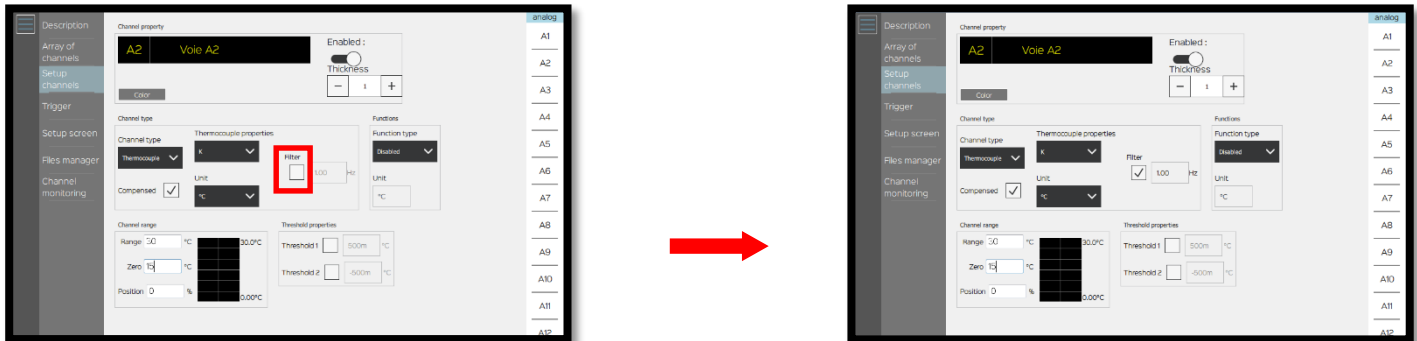 Description
Array of
channels
Setup
channels
Trigger
Setup screen
Files manager
Channel
monitoring
Channel property
A2 Voie A2
Color
Enabled :
Thickness
− 1 +
Channel type
Channel type
Thermocouple
Compensed
Thermocouple properties
K
Unit
°C
Filter
1.00 Hz
Functions
Function type
Disabled
Unit
°C
Channel range
Range 30 °C
Zero 15 °C
Position 0 %
30.0°C
0.00°C
Threshold properties
Threshold 1 500m °C
Threshold 2 -500m °C
analog
A1
A2
A3
A4
A5
A6
A7
A8
A9
A10
A11
A12
Description
Array of
channels
Setup
channels
Trigger
Setup screen
Files manager
Channel
monitoring
Channel property
A2 Voie A2
Color
Enabled :
Thickness
− 1 +
Channel type
Channel type
Thermocouple
Compensed
Thermocouple properties
K
Unit
°C
Filter
1.00 Hz
Functions
Function type
Disabled
Unit
°C
Channel range
Range 30 °C
Zero 15 °C
Position 0 %
30.0°C
0.00°C
Threshold properties
Threshold 1 500m °C
Threshold 2 -500m °C
analog
A1
A2
A3
A4
A5
A6
A7
A8
A9
A10
A11
A12